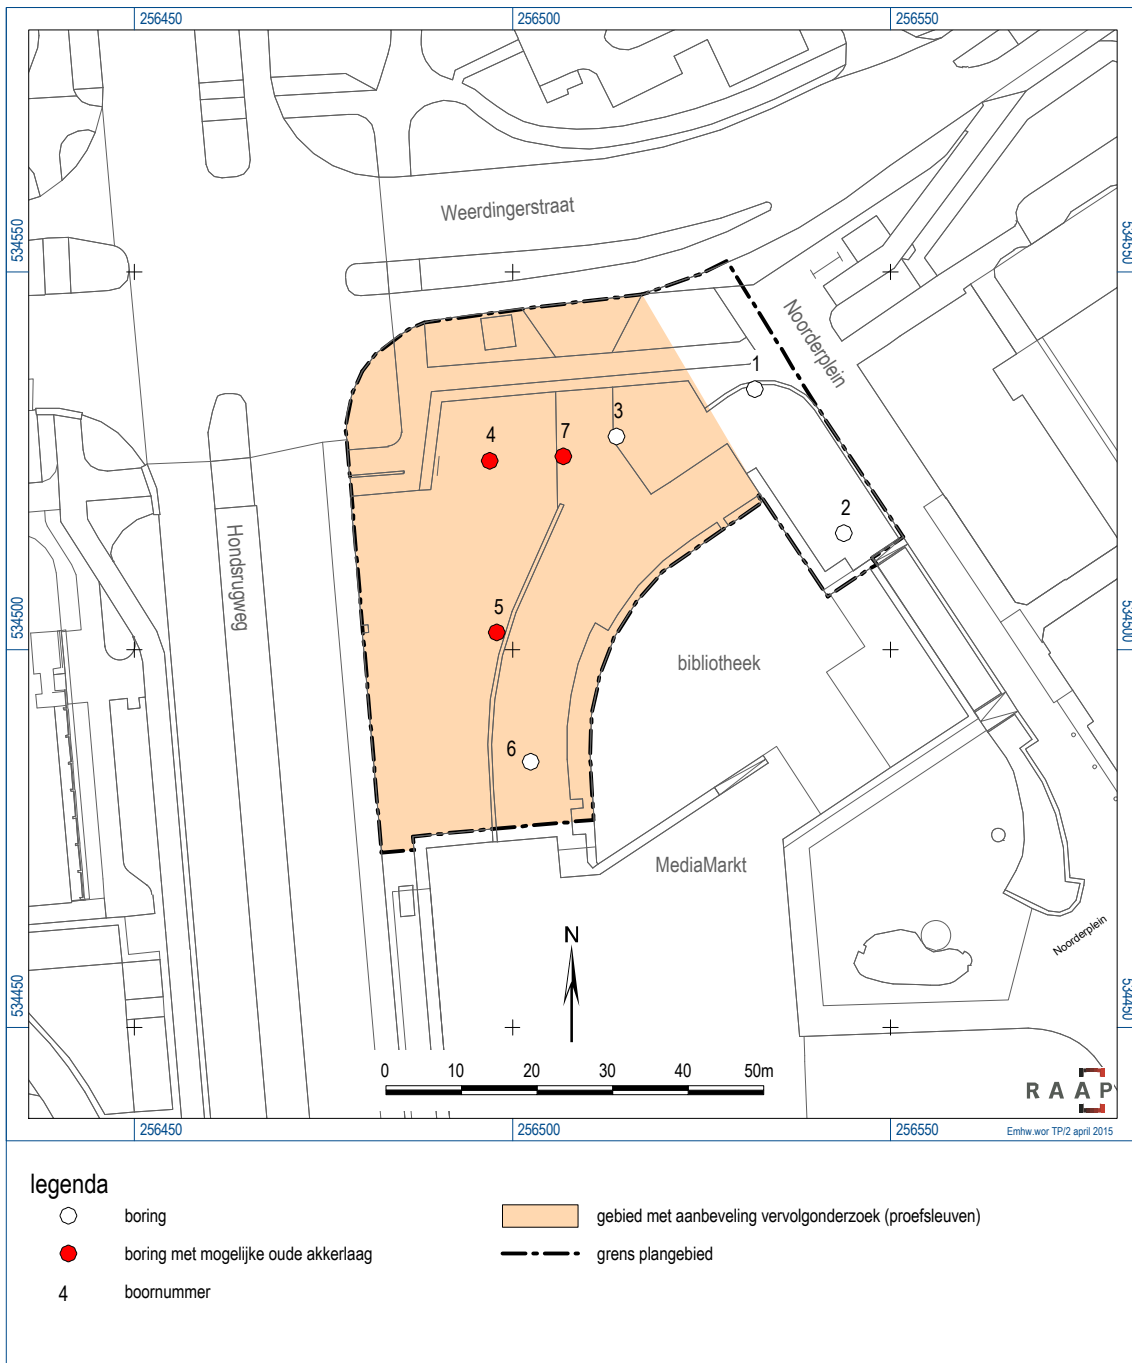 256450 256500 256550
534550 534550
Weerdingerstraat
Noorderplein
1
3
7
4
2
Hondsrugweg
534500 534500
5
bibliotheek
6
MediaMarkt
Noorderplein
N
534450 534450
0 10 20 30 40 50m
RAAP
256450 256500 256550
Emhw.wor TP/2 april 2015
legenda
boring
gebied met aanbeveling vervolgonderzoek (proefsleuven)
boring met mogelijke oude akkerlaag
grens plangebied
4 boornummer